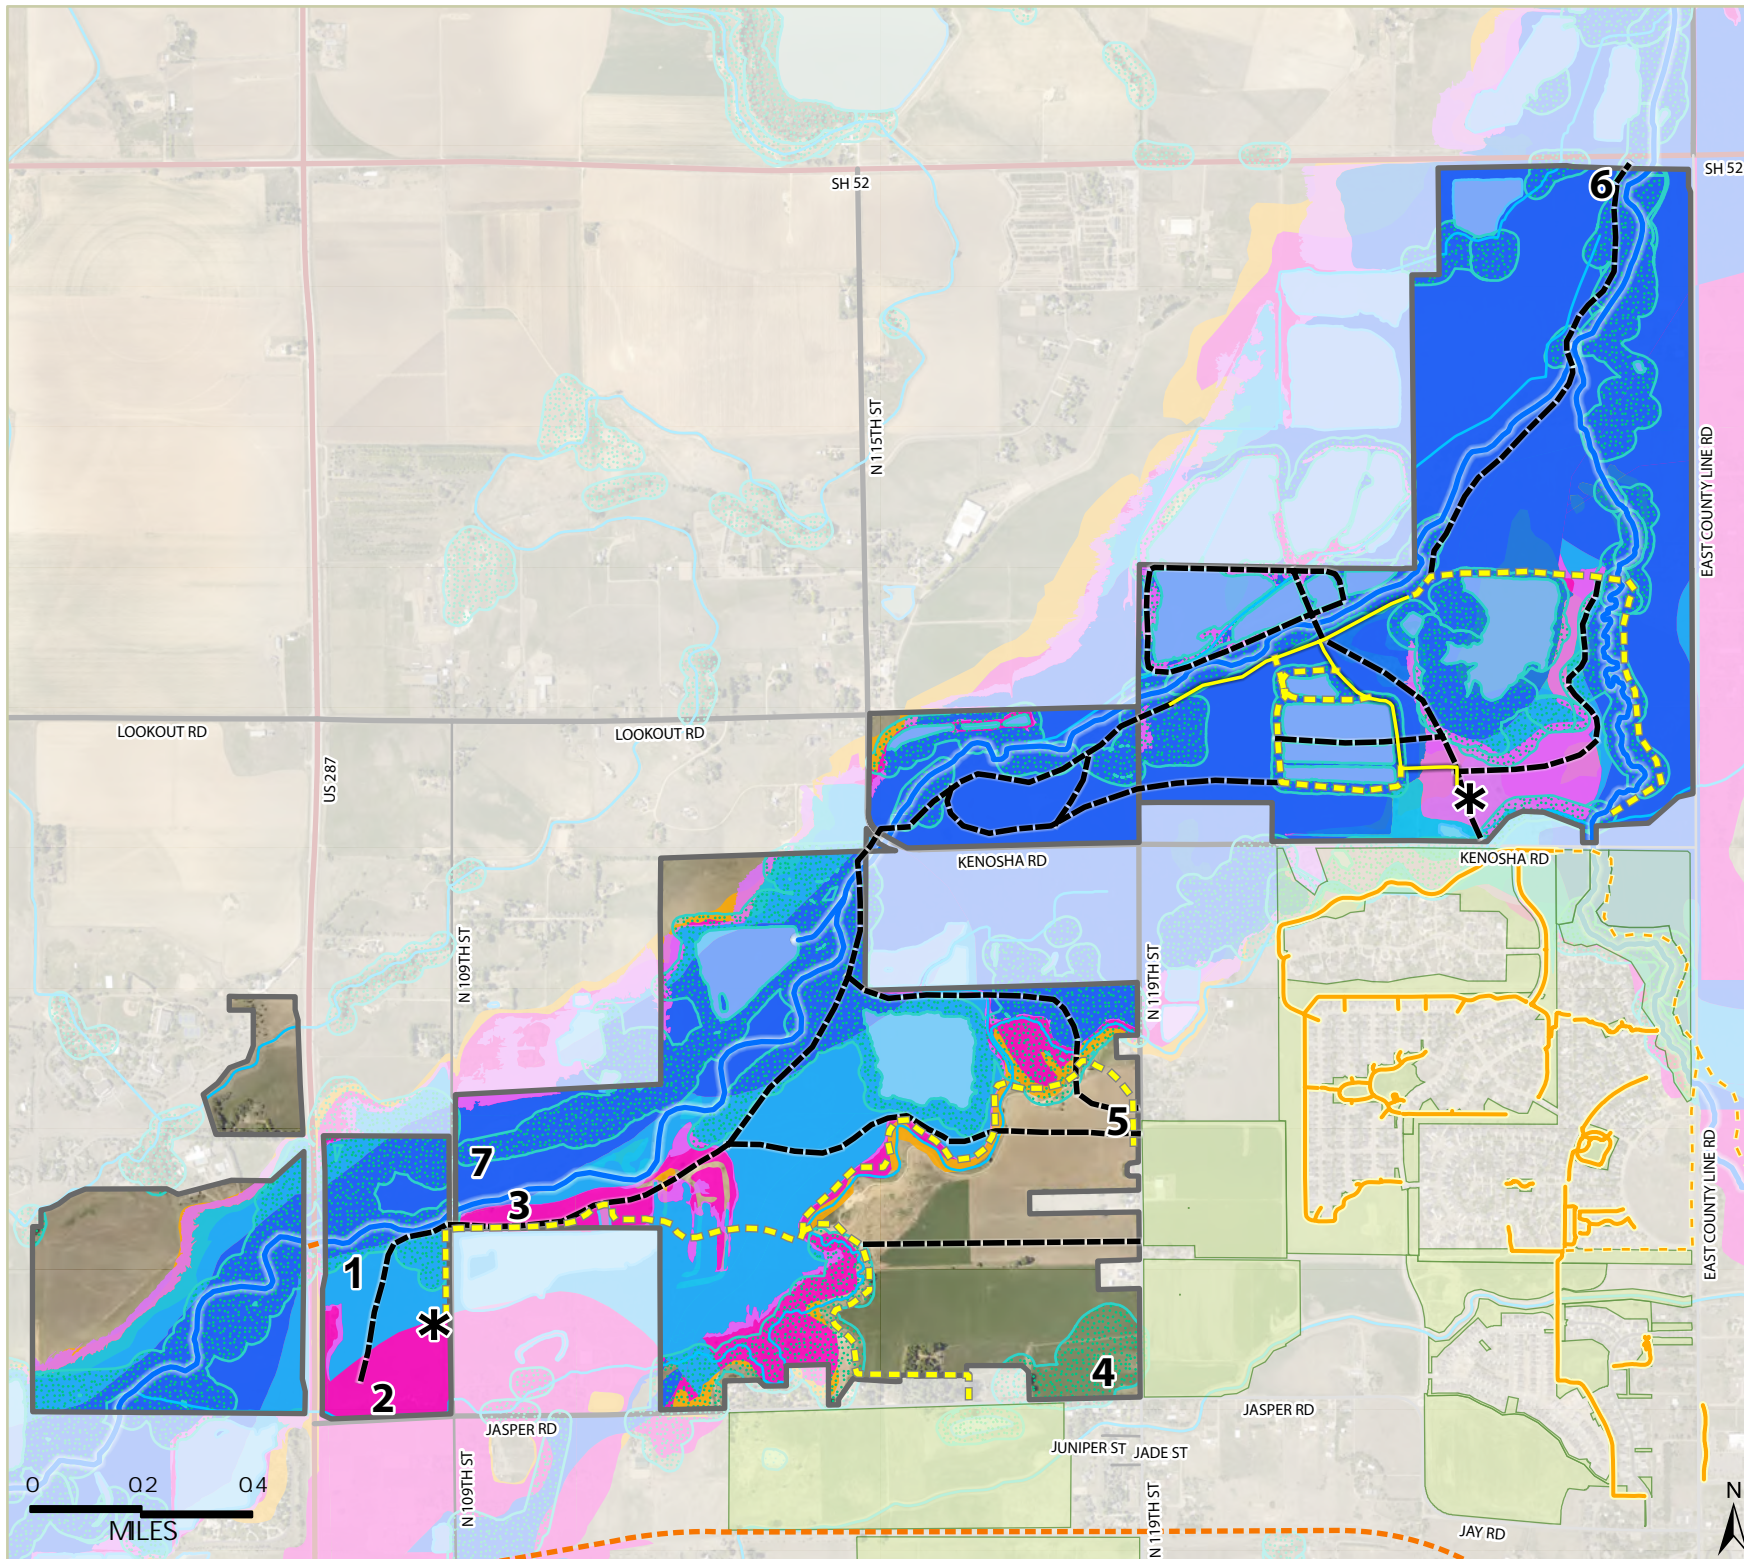 SH 52
SH 52
6
N 115TH ST
EAST COUNTY LINE RD
LOOKOUT RD
LOOKOUT RD
US 287
*
KENOSHA RD
KENOSHA RD
N 109TH ST
N 119TH ST
5
7
3
EAST COUNTY LINE RD
1
*
4
2
JASPER RD
JASPER RD
JUNIPER ST
JADE ST
N 109TH ST
N 119TH ST
0 0.2 0.4
MILES
JAY RD
N